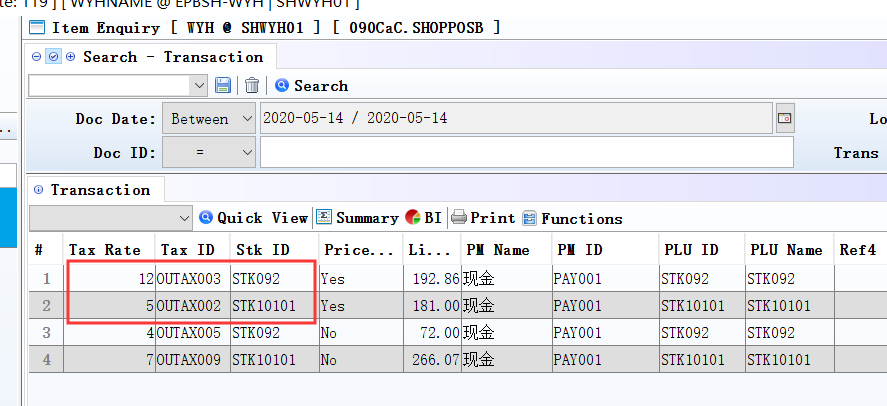 te: 119 ] [ WYHNAME @ EPBSH-WYH | SHWYH01 ]
Item Enquiry [ WYH @ SHWYH01 ] [ 090CaC.SHOPPOSB ]
Search - Transaction
Search
Doc Date: Between 2020-05-14 / 2020-05-14 Lo
Doc ID: = Trans
..
Transaction
Quick View Summary BI Print Functions
# Tax Rate Tax ID Stk ID Price... Li... PM Name PM ID PLU ID PLU Name Ref4
1 12 OUTAX003 STK092 Yes 192.86 现金 PAY001 STK092 STK092
2 5 OUTAX002 STK10101 Yes 181.00 现金 PAY001 STK10101 STK10101
3 4 OUTAX005 STK092 No 72.00 现金 PAY001 STK092 STK092
4 7 OUTAX009 STK10101 No 266.07 现金 PAY001 STK10101 STK10101